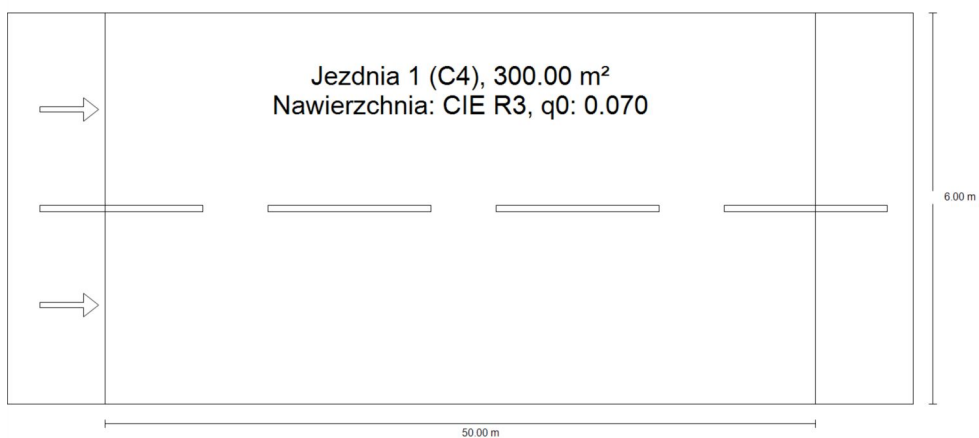 Jezdnia 1 (C4), 300.00 m²
Nawierzchnia: CIE R3, q0: 0.070
6.00 m
50.00 m